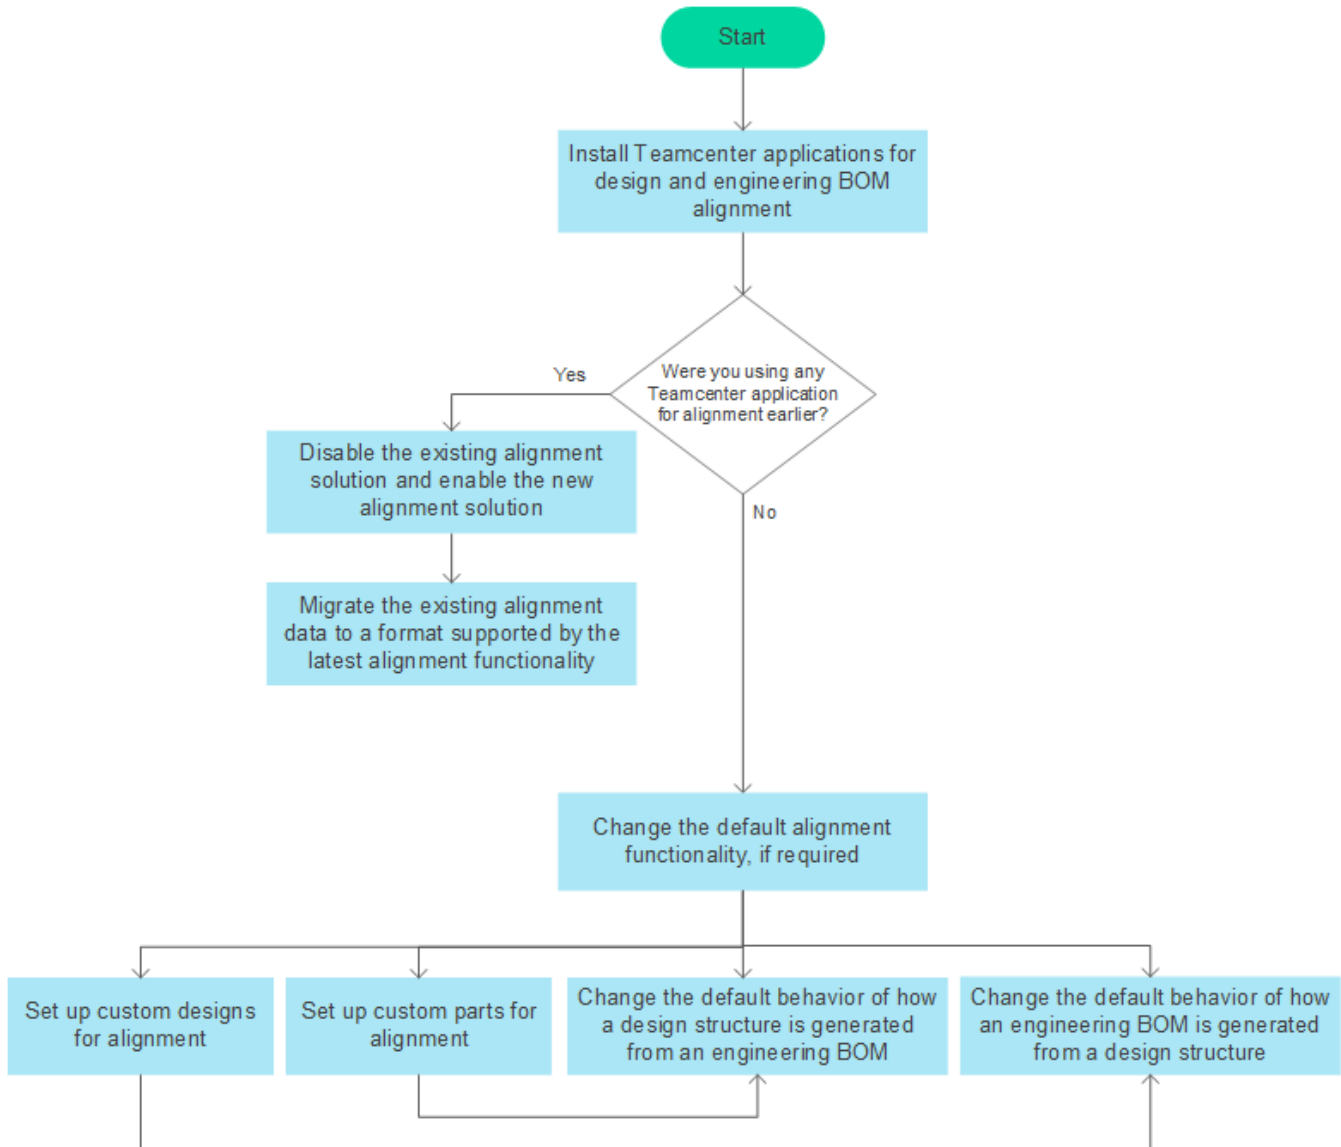 Start
Install Teamcenter applications for
design and engineering BOM
alignment
Were you using any
Teamcenter application
for alignment earlier?
Yes
Disable the existing alignment
solution and enable the new
alignment solution
No
Migrate the existing alignment
data to a format supported by the
latest alignment functionality
Change the default alignment
functionality, if required
Set up custom designs
for alignment
Set up custom parts for
alignment
Change the default behavior of how
a design structure is generated
from an engineering BOM
Change the default behavior of how
an engineering BOM is generated
from a design structure